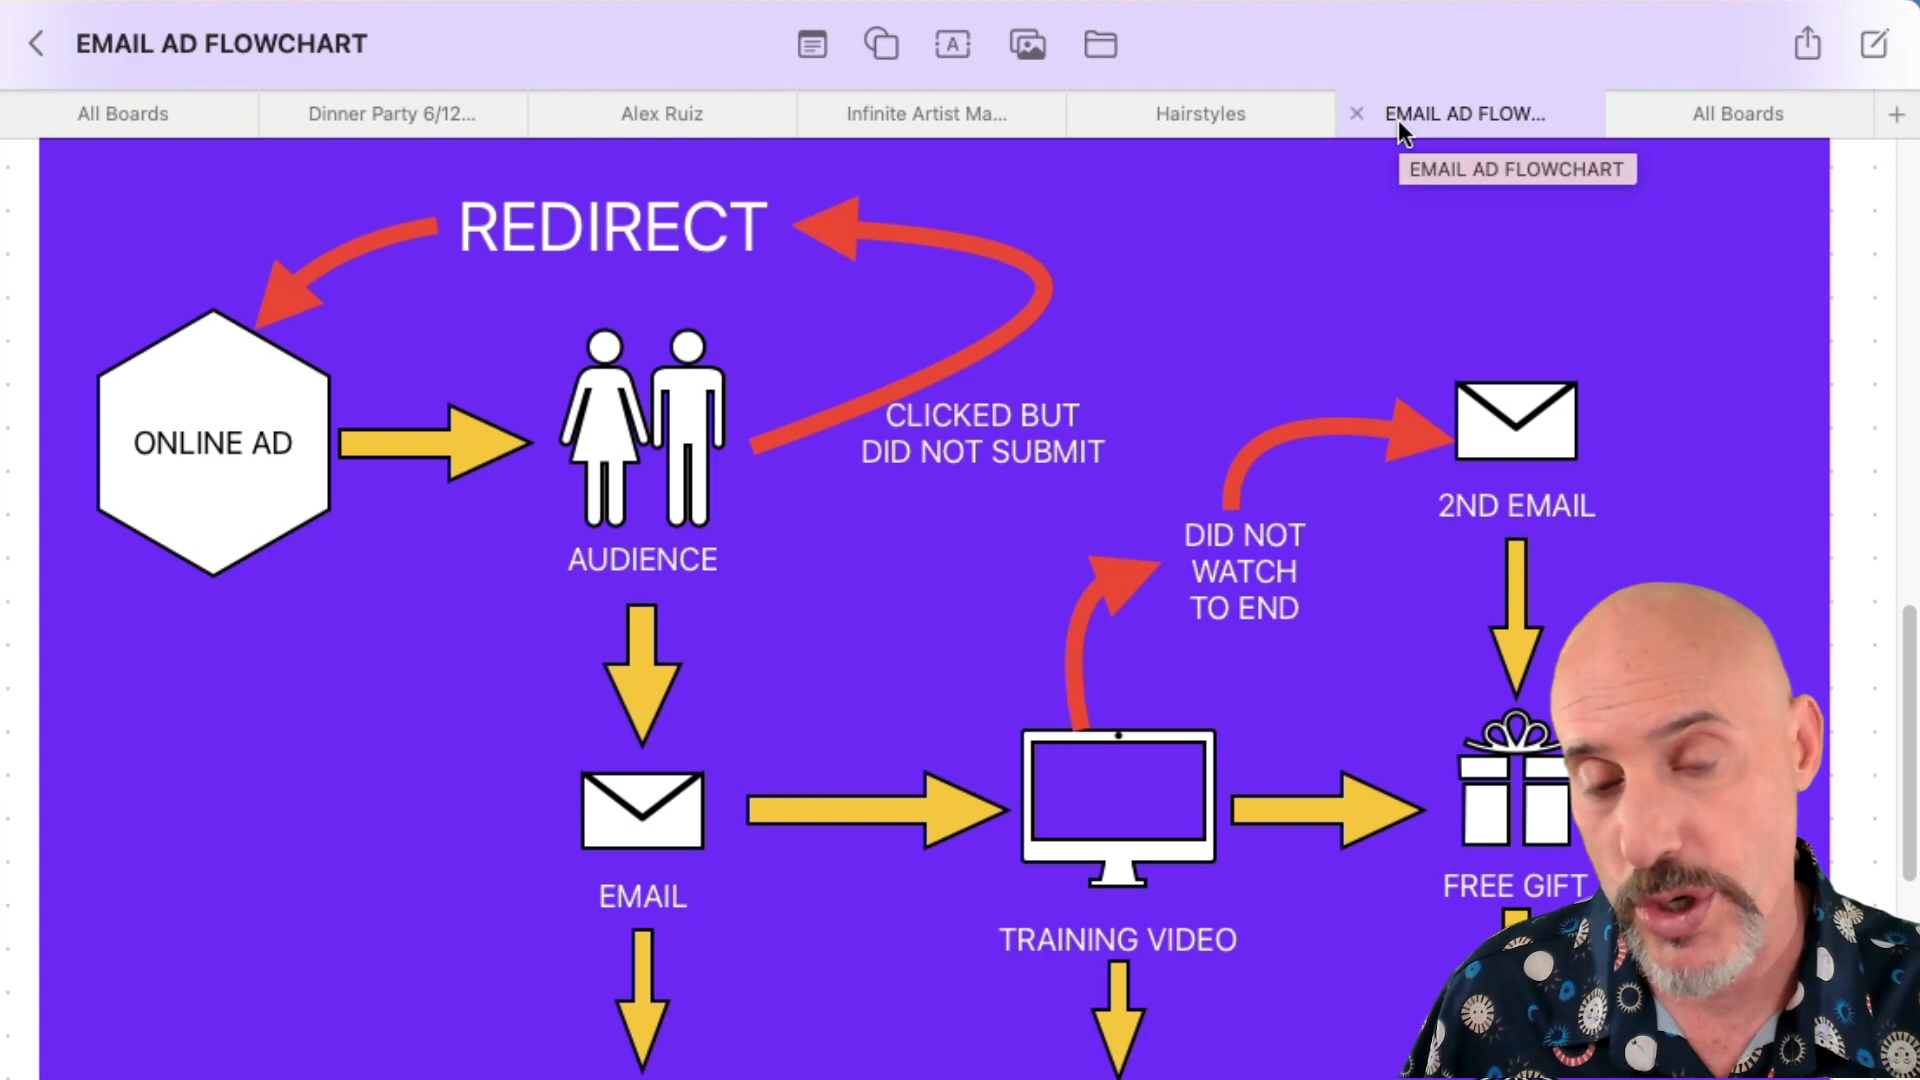 EMAIL AD FLOWCHART
A
All Boards
Dinner Party 6/12...
Alex Ruiz
Infinite Artist Ma...
Hairstyles
EMAIL AD FLOW...
All Boards
EMAIL AD FLOWCHART
REDIRECT
ONLINE AD
CLICKED BUT
DID NOT SUBMIT
AUDIENCE
2ND EMAIL
DID NOT
WATCH
TO END
EMAIL
TRAINING VIDEO
FREE GIFT